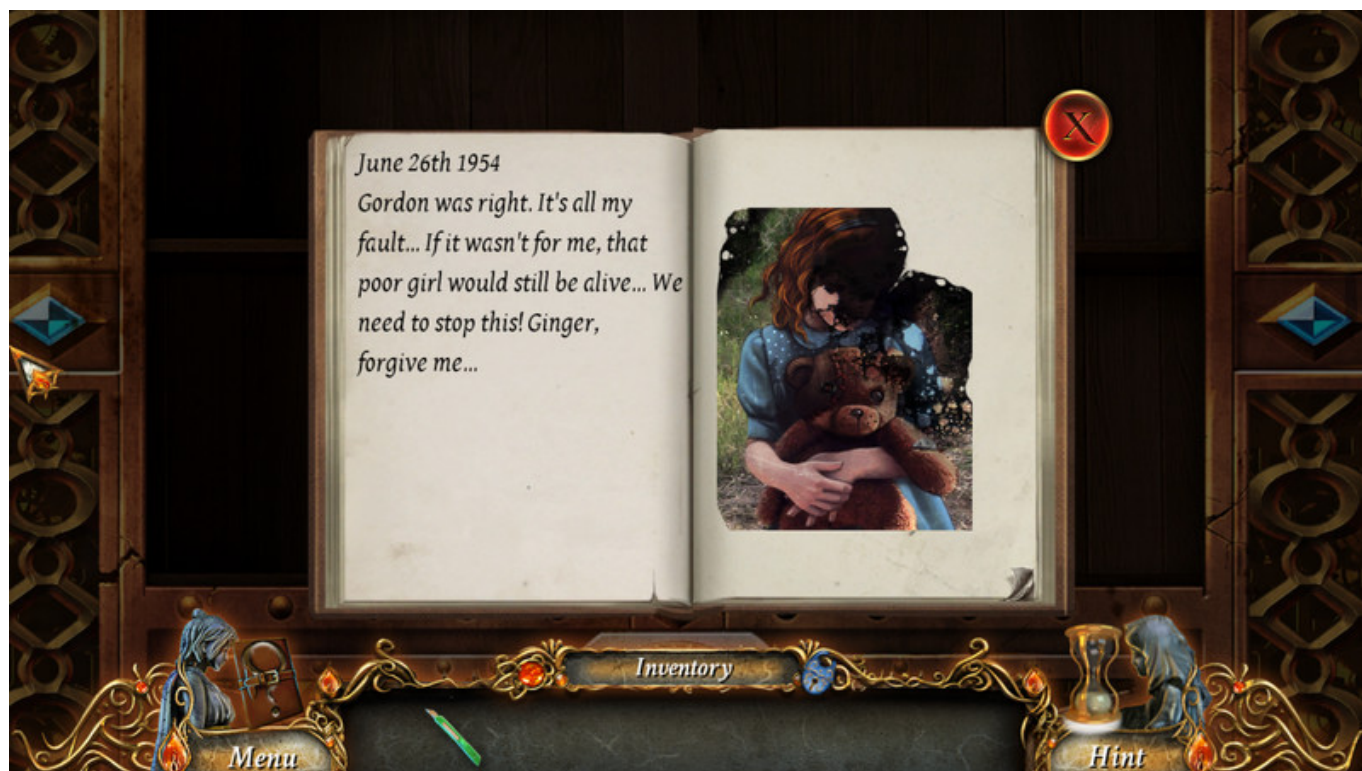 June 26th 1954
Gordon was right. It's all my
fault... If it wasn't for me, that
poor girl would still be alive... We
need to stop this! Ginger,
forgive me...
X
Inventory
Menu
Hint